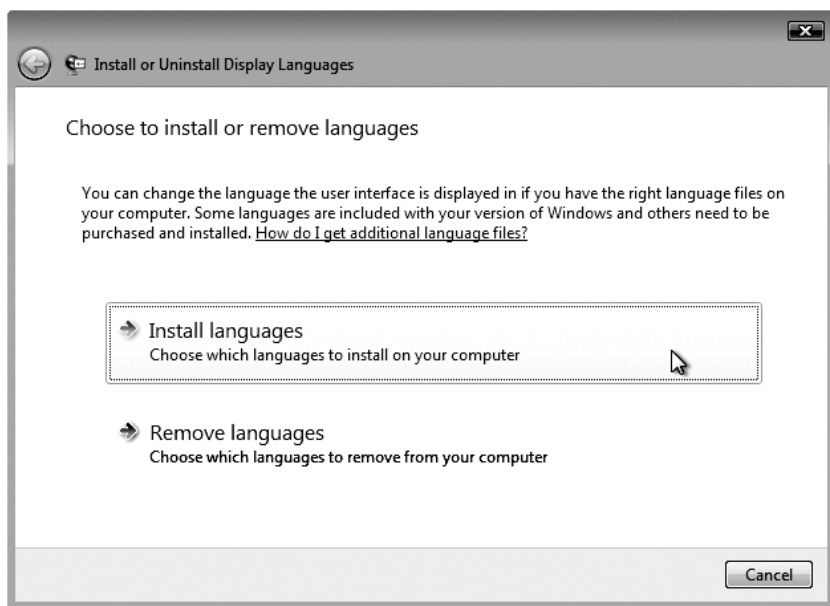 Install or Uninstall Display Languages
Choose to install or remove languages
You can change the language the user interface is displayed in if you have the right language files on
your computer. Some languages are included with your version of Windows and others need to be
purchased and installed. How do I get additional language files?
Install languages
Choose which languages to install on your computer
Remove languages
Choose which languages to remove from your computer
Cancel